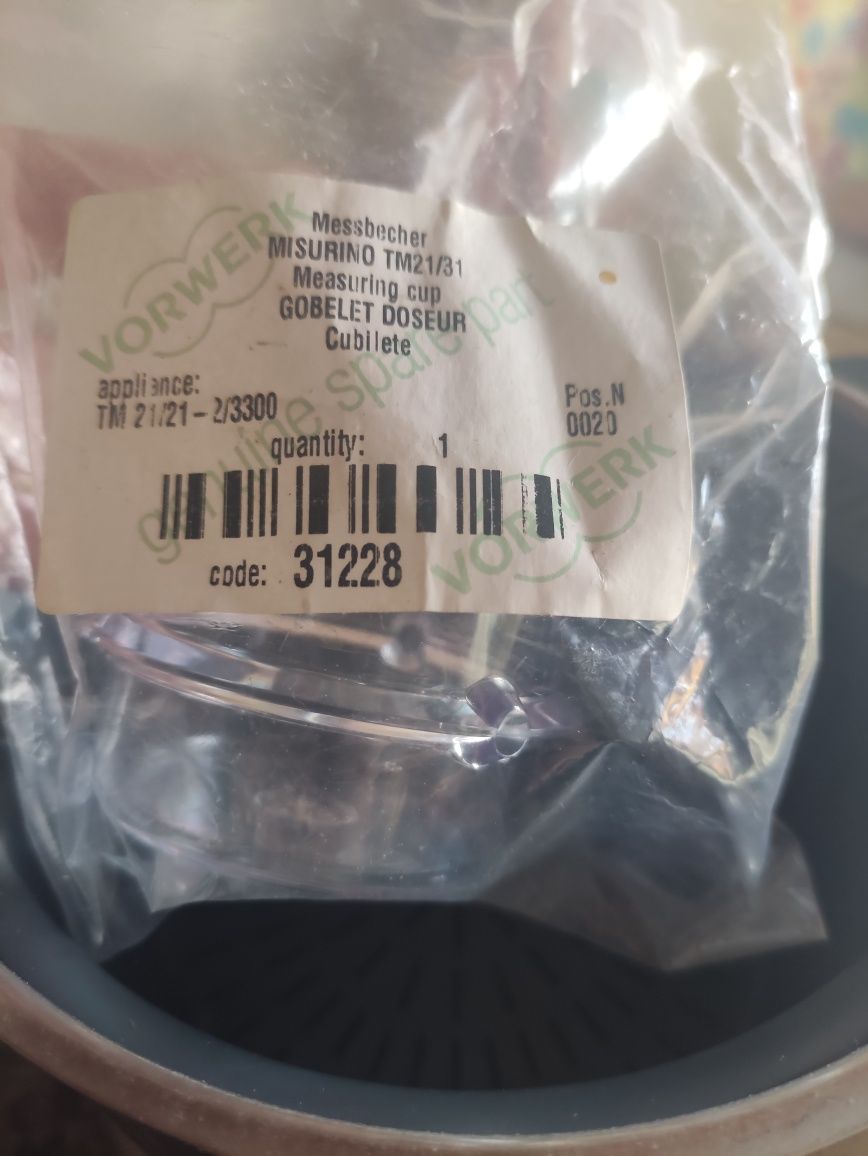 VORWERK
Messbecher
MISURINO TM21/31
Measuring cup
GOBELET DOSEUR
Cubilete
genuine spare part
appliance:
TM 21/21-2/3300
Pos.N
0020
quantity: 1
VORWERK
code: 31228